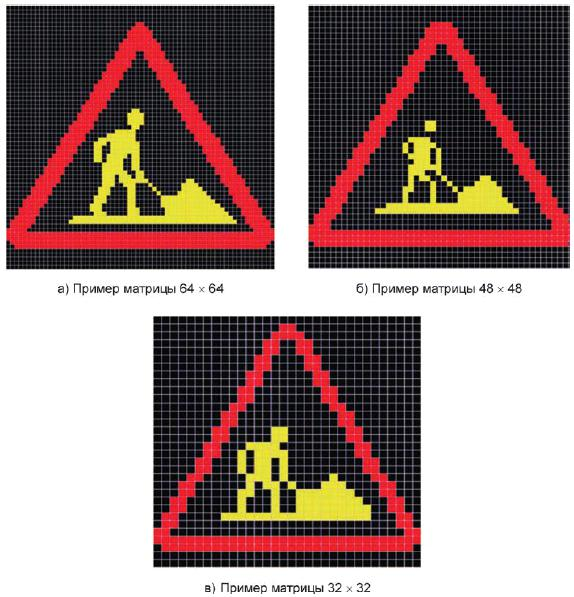 а) Пример матрицы 64 × 64
б) Пример матрицы 48 × 48
в) Пример матрицы 32 × 32